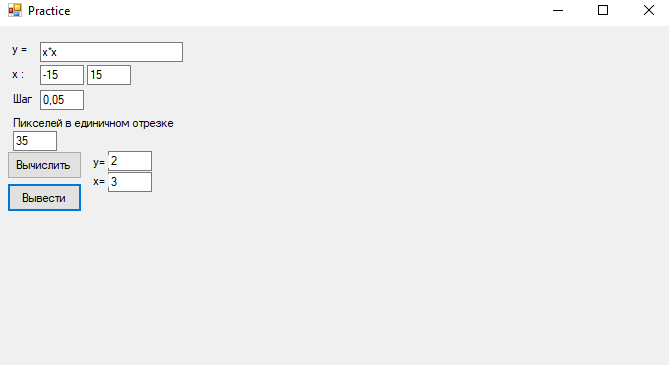 Practice
y = x*x
x : -15 15
Шаг 0,05
Пикселей в единичном отрезке
35
Вычислить y= 2
x= 3
Вывести